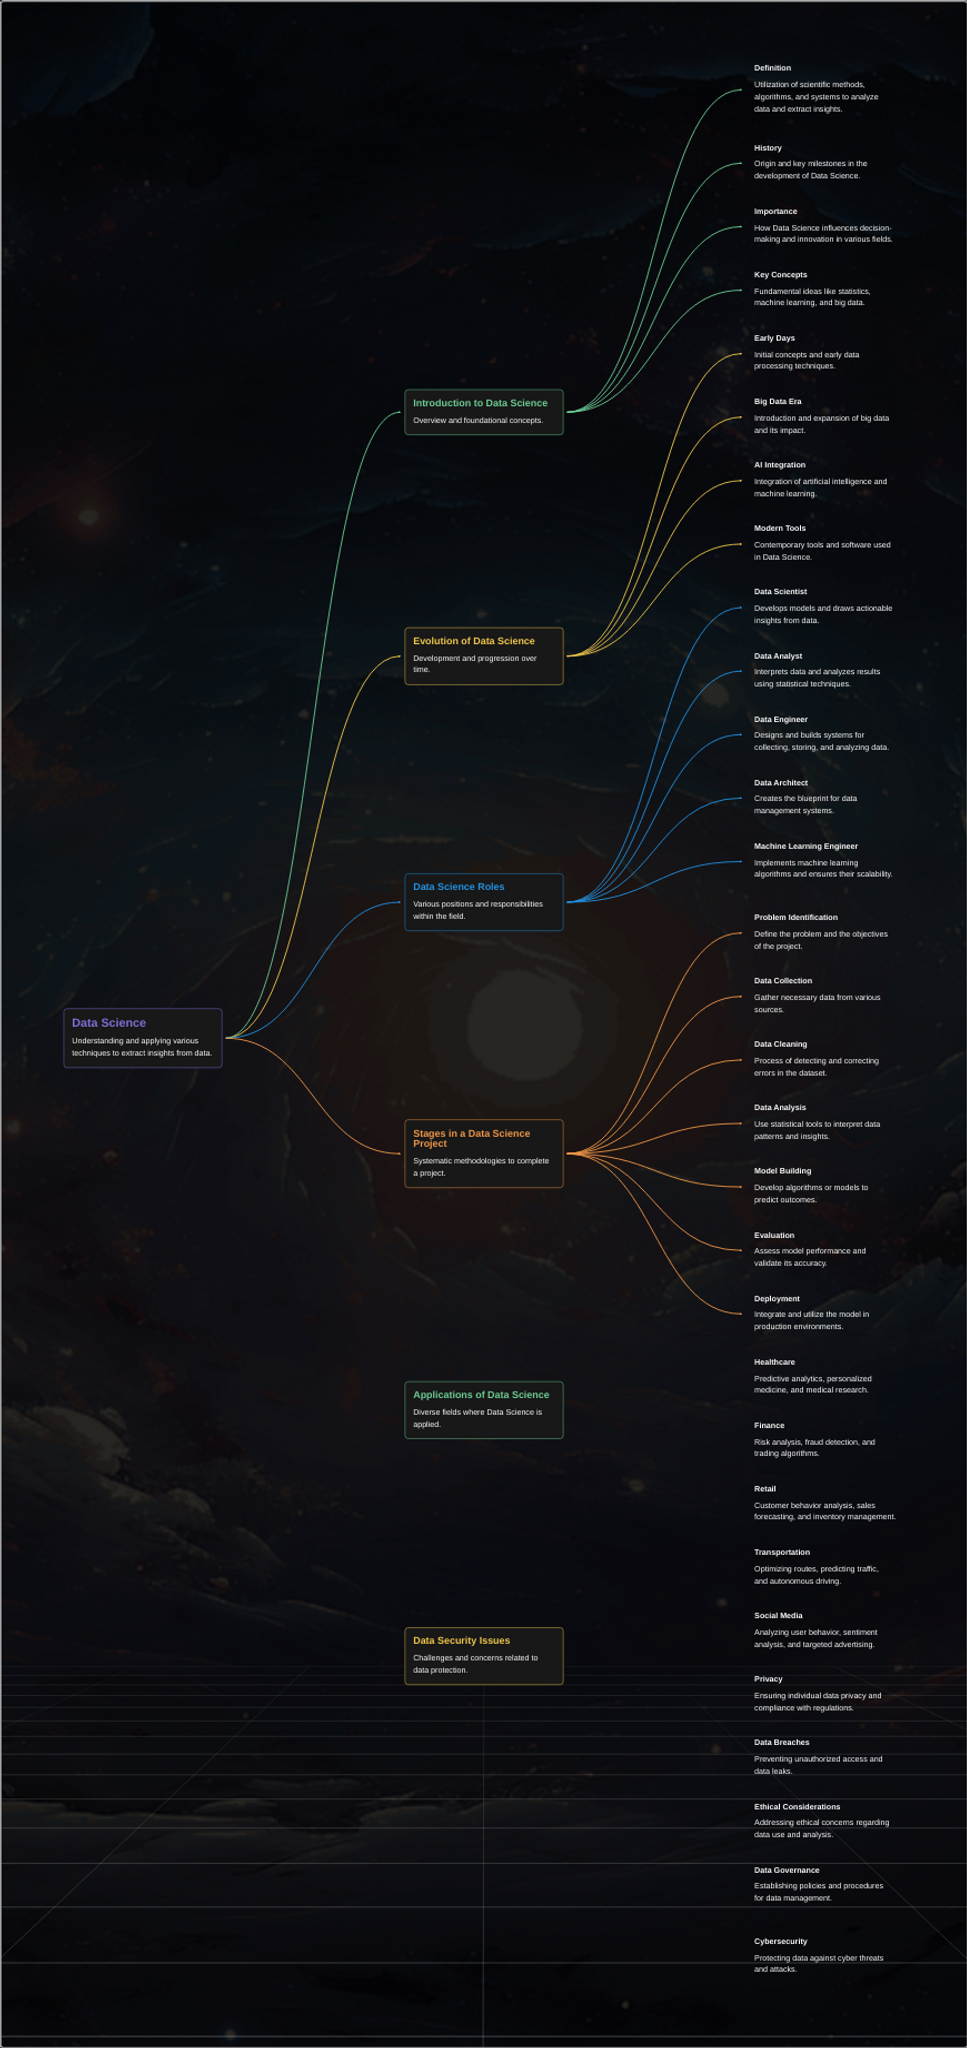 Data Science
Understanding and applying various
techniques to extract insights from data.
Introduction to Data Science
Overview and foundational concepts.
Definition
Utilization of scientific methods,
algorithms, and systems to analyze
data and extract insights.
History
Origin and key milestones in the
development of Data Science.
Importance
How Data Science influences decision-
making and innovation in various fields.
Key Concepts
Fundamental ideas like statistics,
machine learning, and big data.
Evolution of Data Science
Development and progression over
time.
Early Days
Initial concepts and early data
processing techniques.
Big Data Era
Introduction and expansion of big data
and its impact.
AI Integration
Integration of artificial intelligence and
machine learning.
Modern Tools
Contemporary tools and software used
in Data Science.
Data Science Roles
Various positions and responsibilities
within the field.
Data Scientist
Develops models and draws actionable
insights from data.
Data Analyst
Interprets data and analyzes results
using statistical techniques.
Data Engineer
Designs and builds systems for
collecting, storing, and analyzing data.
Data Architect
Creates the blueprint for data
management systems.
Machine Learning Engineer
Implements machine learning
algorithms and ensures their scalability.
Stages in a Data Science
Project
Systematic methodologies to complete
a project.
Problem Identification
Define the problem and the objectives
of the project.
Data Collection
Gather necessary data from various
sources.
Data Cleaning
Process of detecting and correcting
errors in the dataset.
Data Analysis
Use statistical tools to interpret data
patterns and insights.
Model Building
Develop algorithms or models to
predict outcomes.
Evaluation
Assess model performance and
validate its accuracy.
Deployment
Integrate and utilize the model in
production environments.
Applications of Data Science
Diverse fields where Data Science is
applied.
Healthcare
Predictive analytics, personalized
medicine, and medical research.
Finance
Risk analysis, fraud detection, and
trading algorithms.
Retail
Customer behavior analysis, sales
forecasting, and inventory management.
Transportation
Optimizing routes, predicting traffic,
and autonomous driving.
Social Media
Analyzing user behavior, sentiment
analysis, and targeted advertising.
Data Security Issues
Challenges and concerns related to
data protection.
Privacy
Ensuring individual data privacy and
compliance with regulations.
Data Breaches
Preventing unauthorized access and
data leaks.
Ethical Considerations
Addressing ethical concerns regarding
data use and analysis.
Data Governance
Establishing policies and procedures
for data management.
Cybersecurity
Protecting data against cyber threats
and attacks.